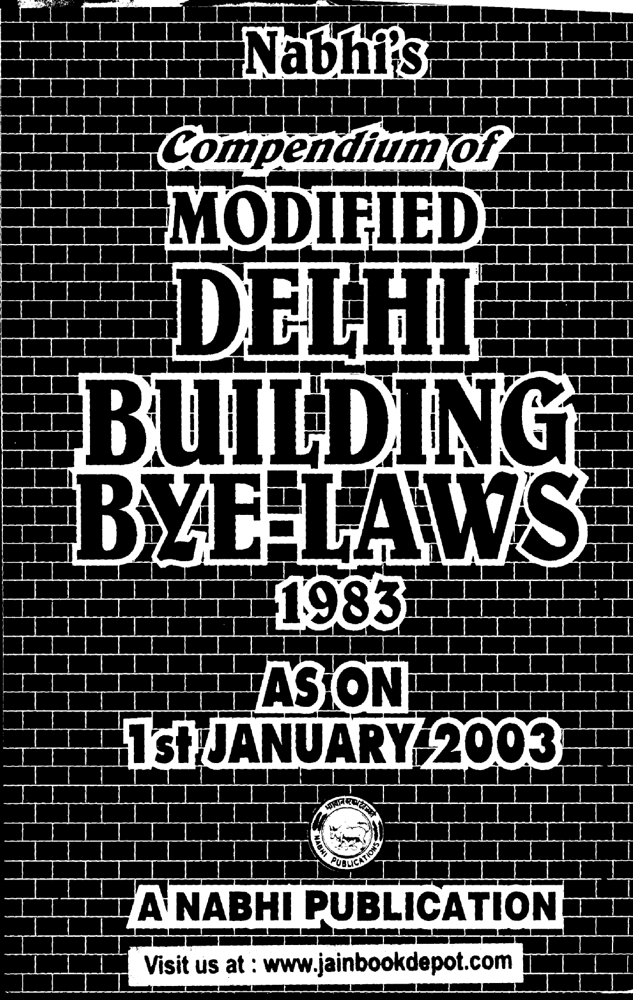 Nabhi's
Compendium of
MODIFIED
DELHI
BUILDING
BYE-LAWS
1983
AS ON
1st JANUARY 2003
NABHI PUBLICATIONS
A NABHI PUBLICATION
Visit us at : www.jainbookdepot.com